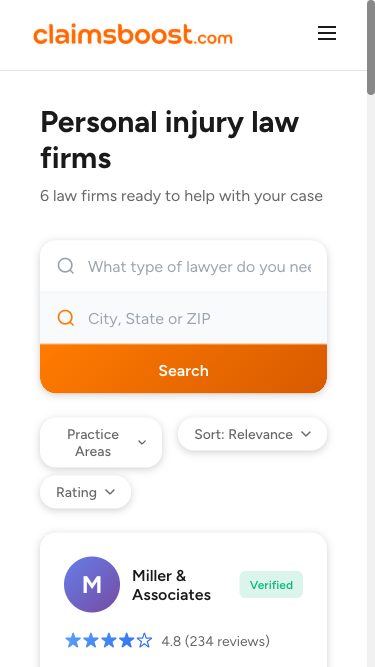 claimsboost.com
Personal injury law
firms
6 law firms ready to help with your case
What type of lawyer do you nee
City, State or ZIP
Search
Practice
Areas
Sort: Relevance
Rating
M
Miller &
Associates
Verified
4.8 (234 reviews)